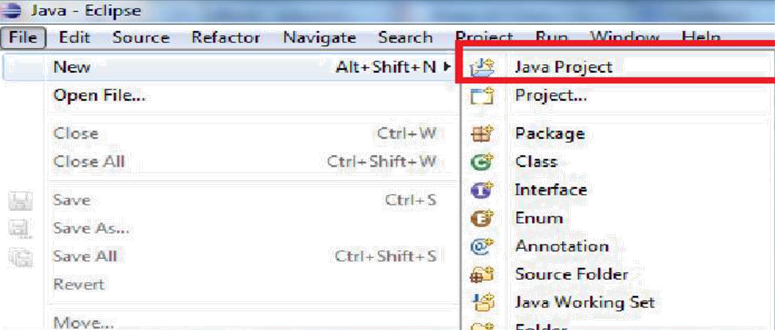 Java - Eclipse
File Edit Source Refactor Navigate Search Project Run Window Help
New Alt+Shift+N
Open File...
Close Ctrl+W
Close All Ctrl+Shift+W
Save Ctrl+S
Save As...
Save All Ctrl+Shift+S
Revert
Move...
Java Project
Project...
Package
Class
Interface
Enum
Annotation
Source Folder
Java Working Set
Folder